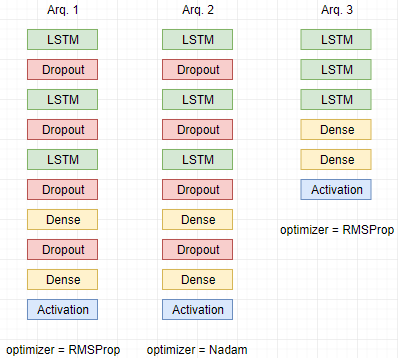 Arq. 1
LSTM
Dropout
LSTM
Dropout
LSTM
Dropout
Dense
Dropout
Dense
Activation
optimizer = RMSProp
Arq. 2
LSTM
Dropout
LSTM
Dropout
LSTM
Dropout
Dense
Dropout
Dense
Activation
optimizer = Nadam
Arq. 3
LSTM
LSTM
LSTM
Dense
Dense
Activation
optimizer = RMSProp